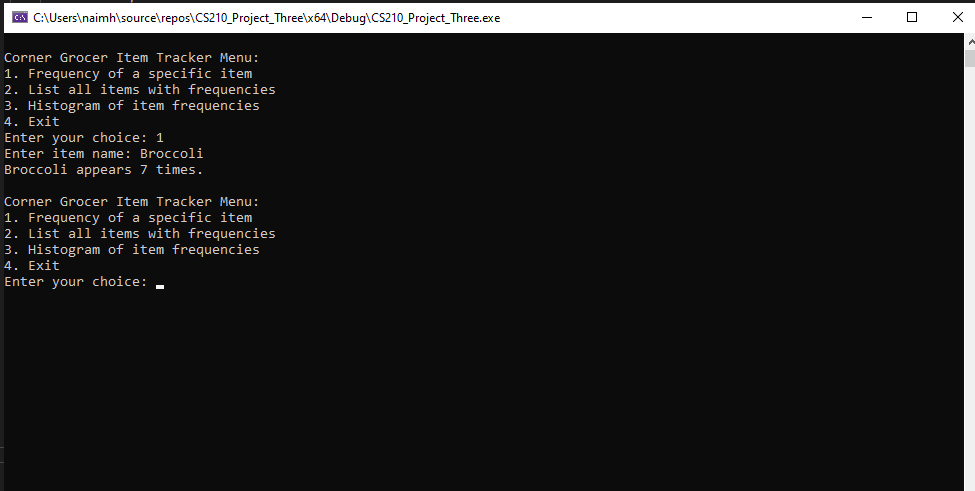 C:\Users\naimh\source\repos\CS210_Project_Three\x64\Debug\CS210_Project_Three.exe
Corner Grocer Item Tracker Menu:
1. Frequency of a specific item
2. List all items with frequencies
3. Histogram of item frequencies
4. Exit
Enter your choice: 1
Enter item name: Broccoli
Broccoli appears 7 times.
Corner Grocer Item Tracker Menu:
1. Frequency of a specific item
2. List all items with frequencies
3. Histogram of item frequencies
4. Exit
Enter your choice: